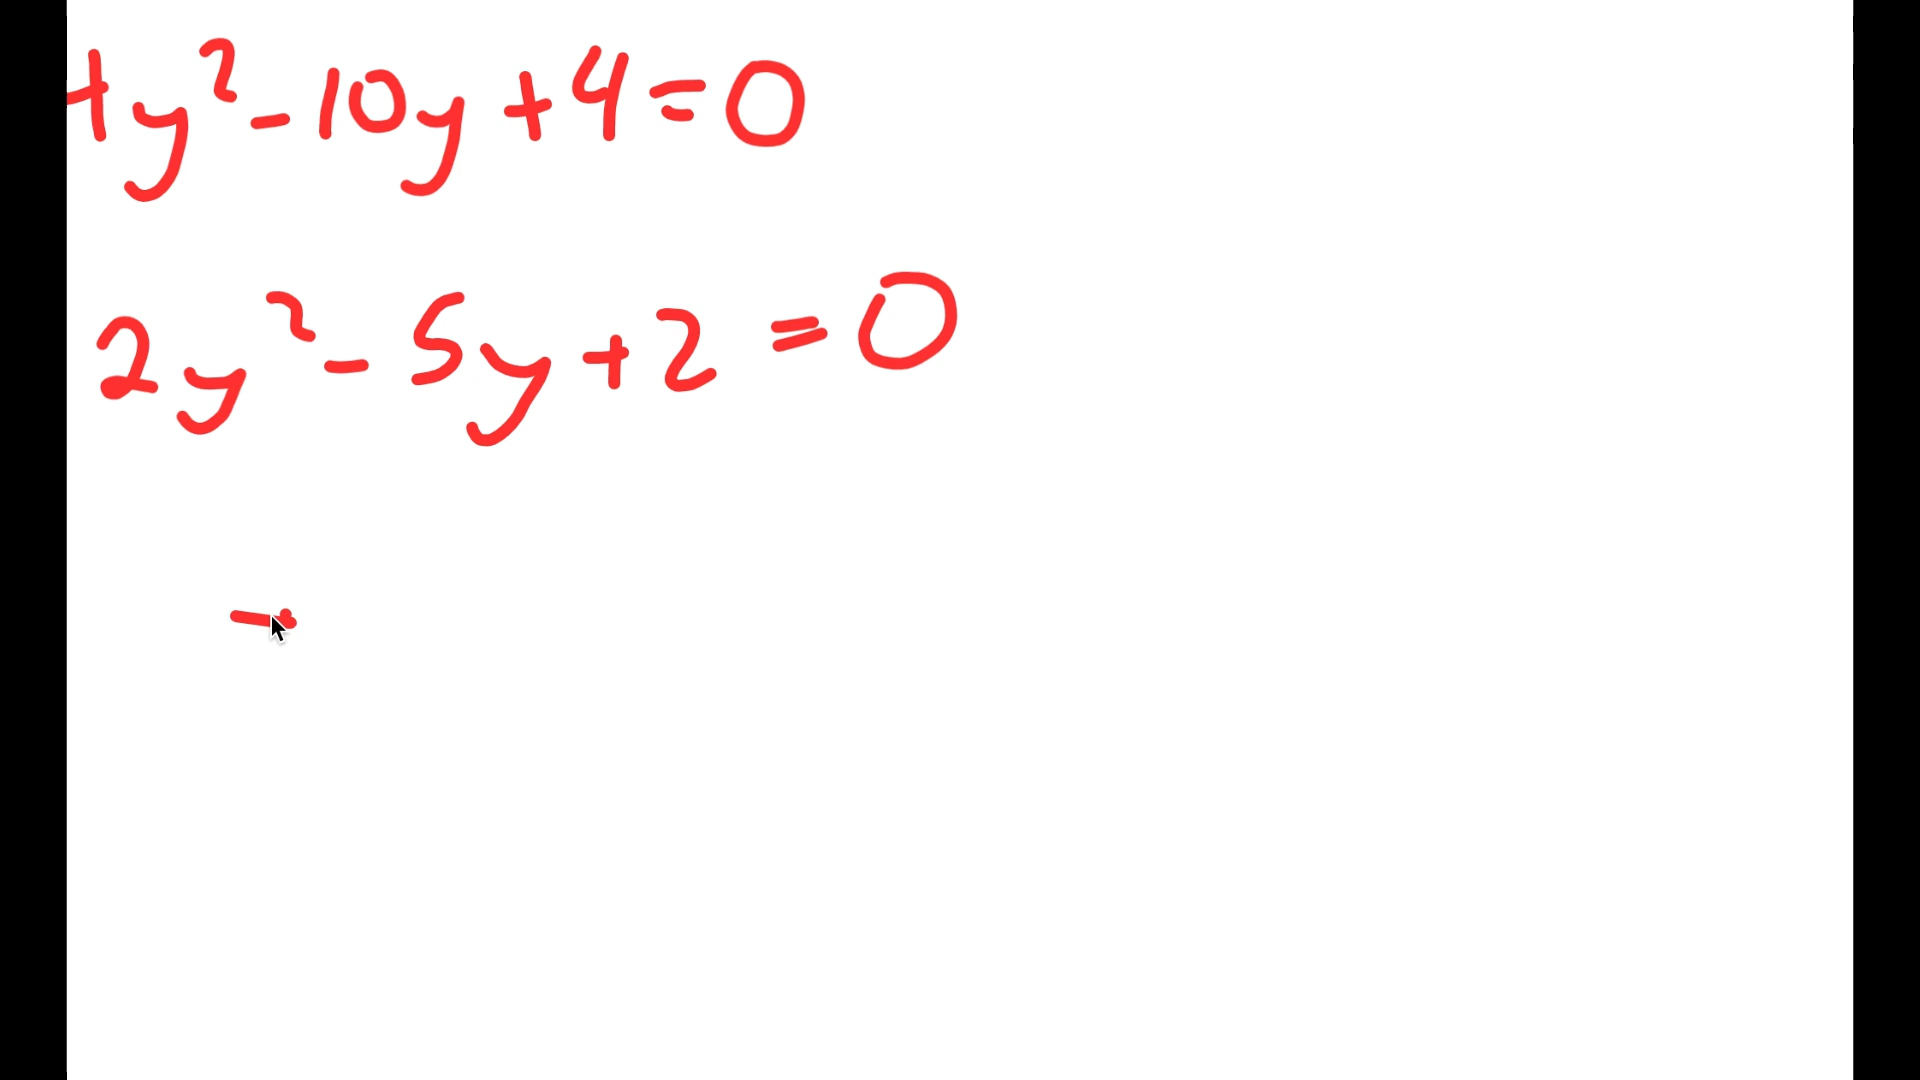 4y² - 10y + 4 = 0
2y² - 5y + 2 = 0